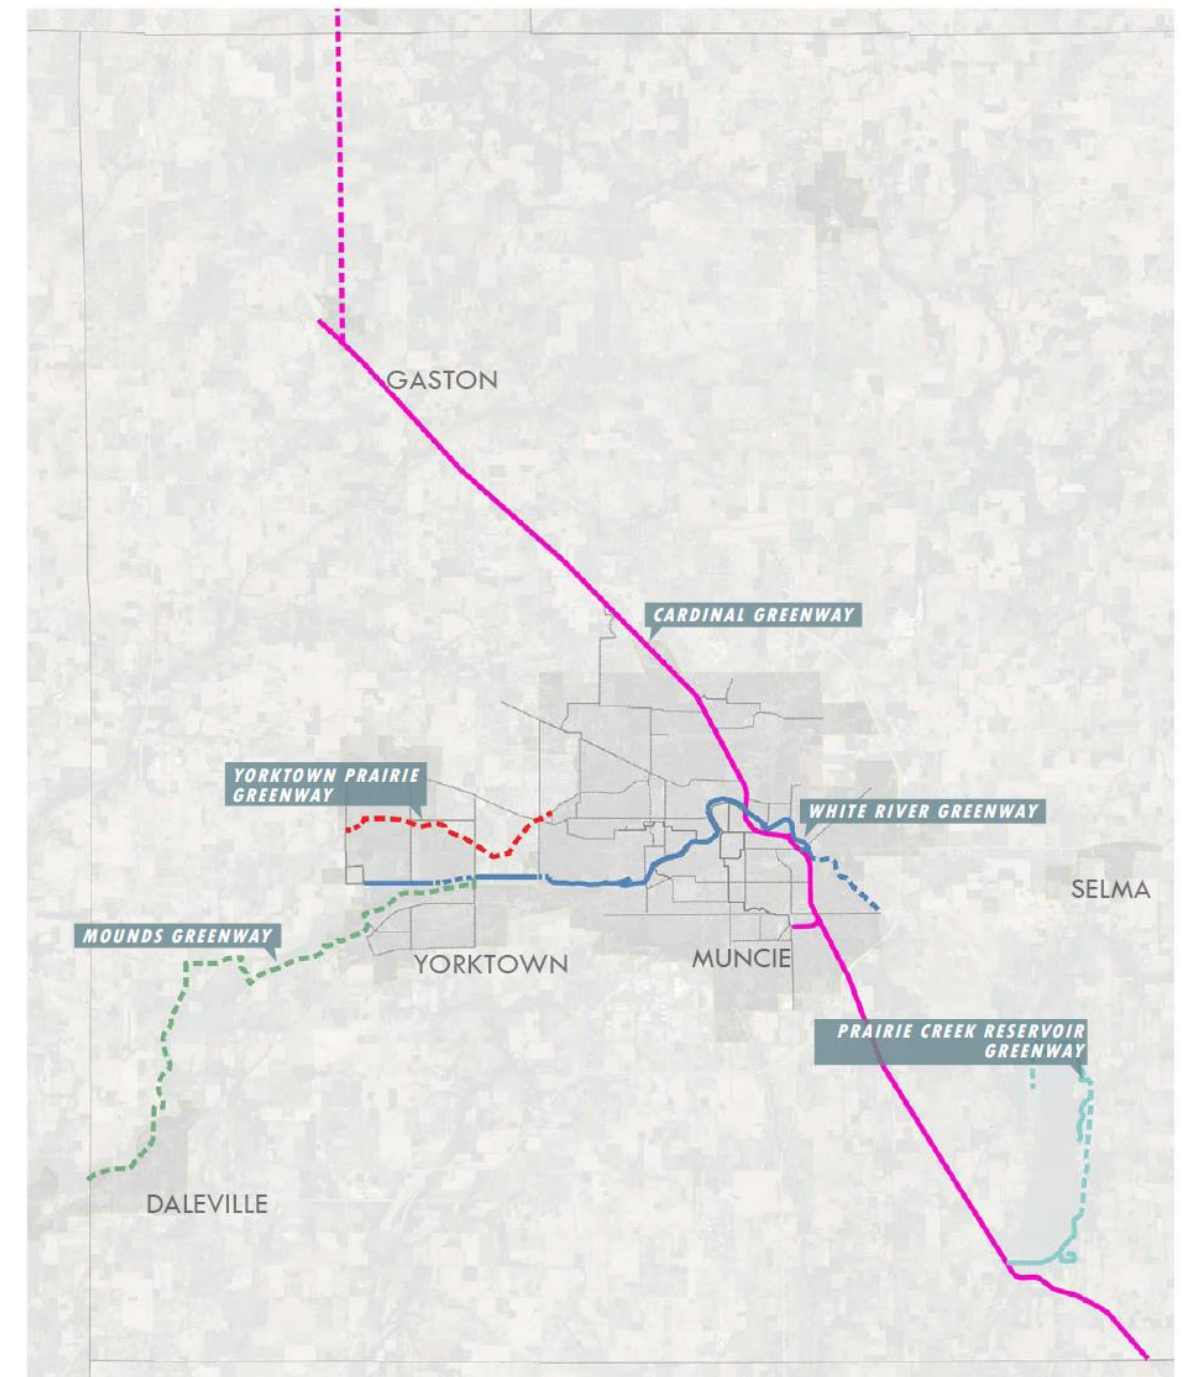 GASTON
CARDINAL GREENWAY
YORKTOWN PRAIRIE
GREENWAY
WHITE RIVER GREENWAY
SELMA
MOUNDS GREENWAY
YORKTOWN
MUNCIE
PRAIRIE CREEK RESERVOIR
GREENWAY
DALEVILLE